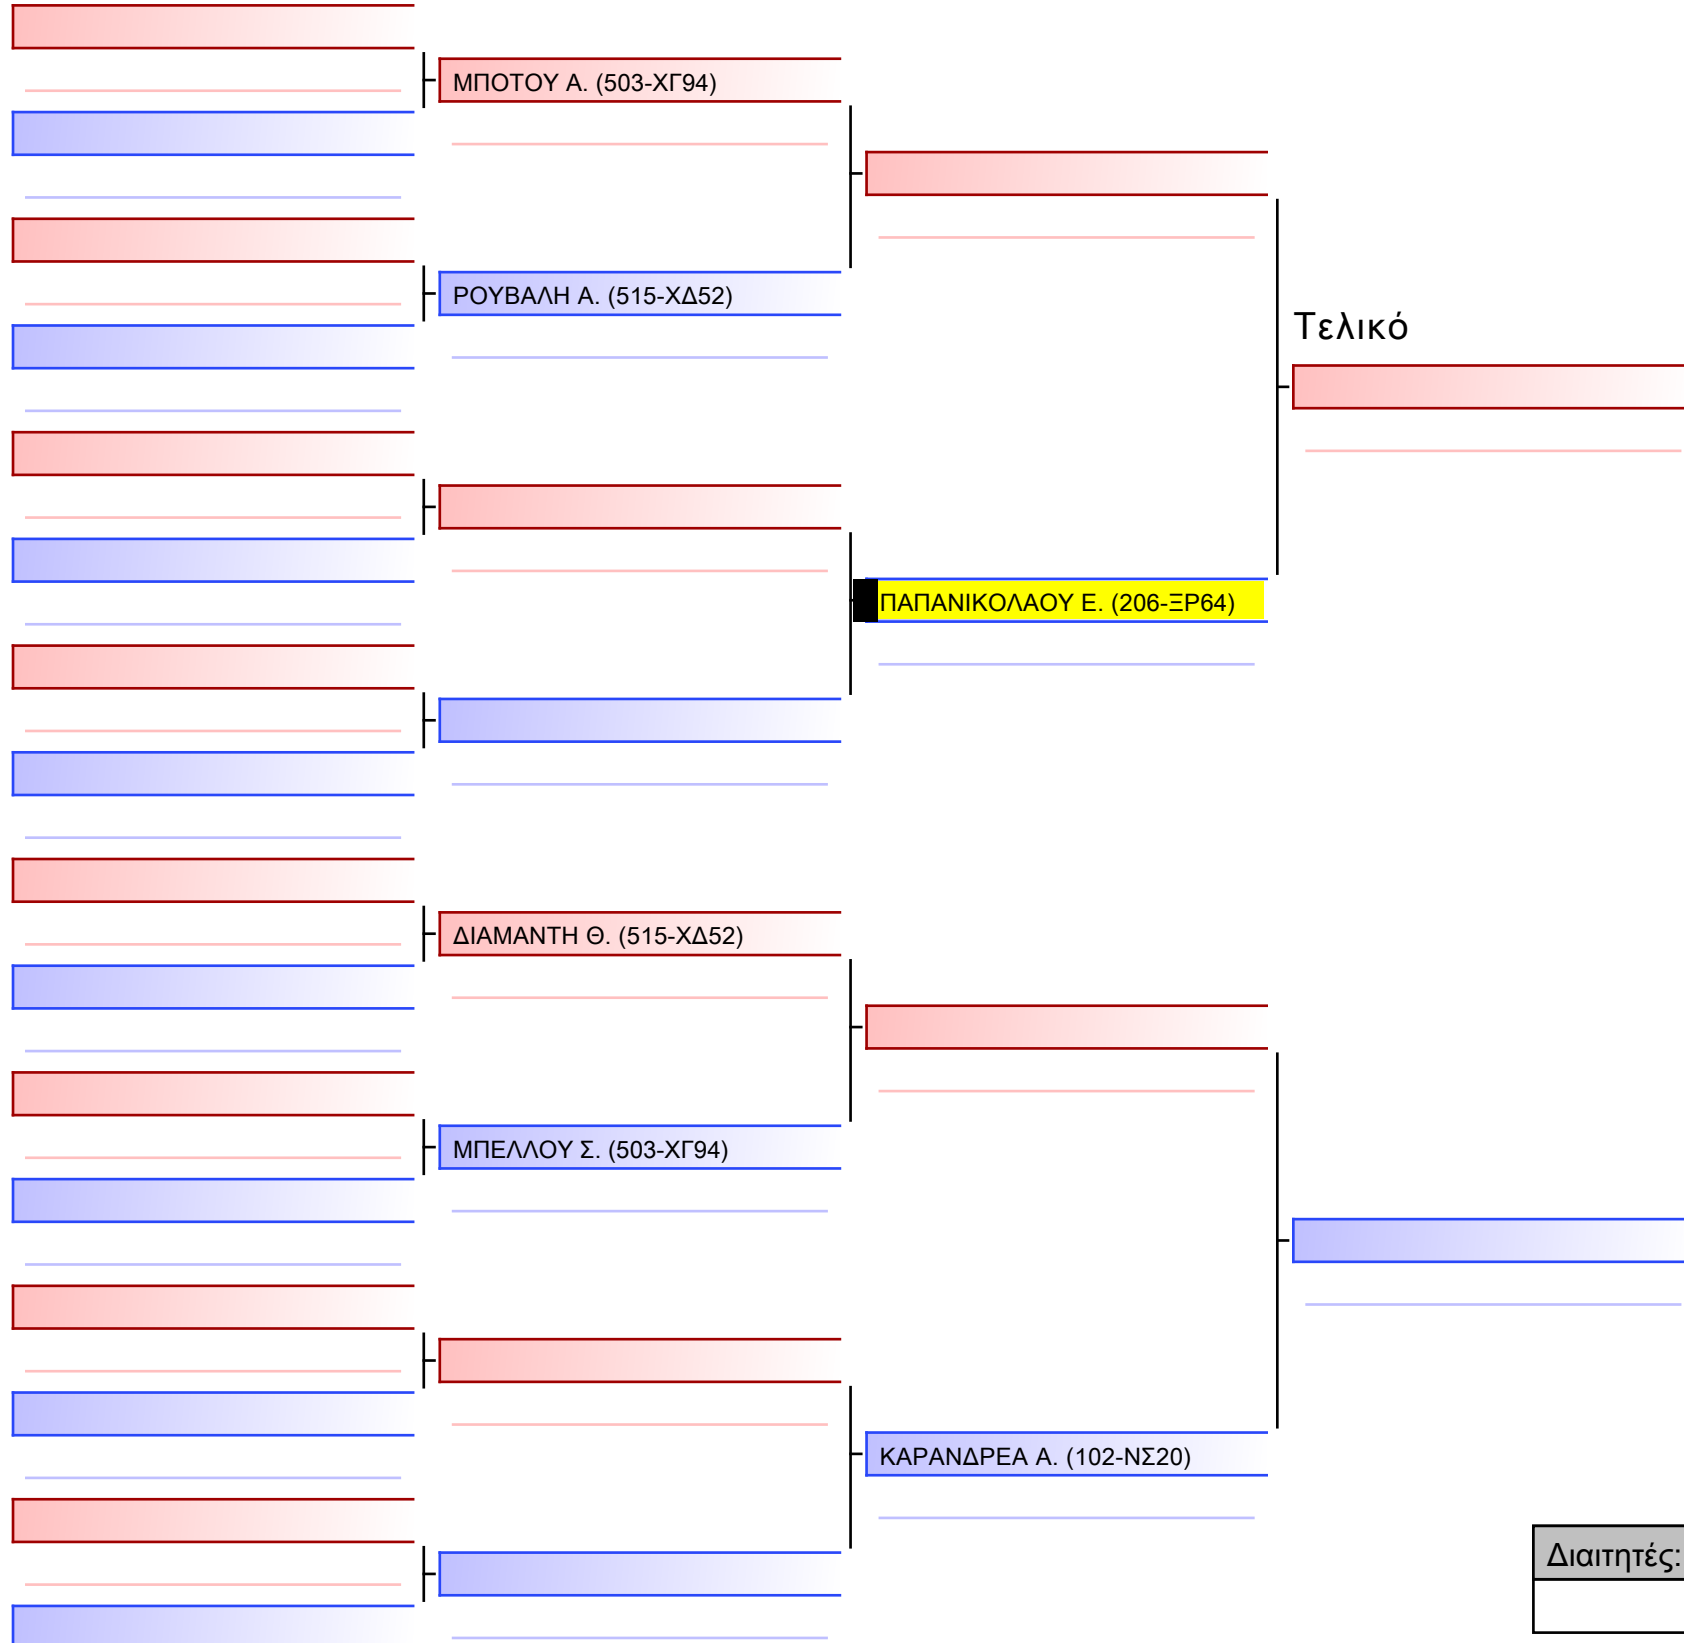 ΜΠΟΤΟΥ Α. (503-ΧΓ94)
ΡΟΥΒΑΛΗ Α. (515-ΧΔ52)
Τελικό
ΠΑΠΑΝΙΚΟΛΑΟΥ Ε. (206-ΞΡ64)
ΔΙΑΜΑΝΤΗ Θ. (515-ΧΔ52)
ΜΠΕΛΛΟΥ Σ. (503-ΧΓ94)
ΚΑΡΑΝΔΡΕΑ Α. (102-ΝΣ20)
Διαιτητές: